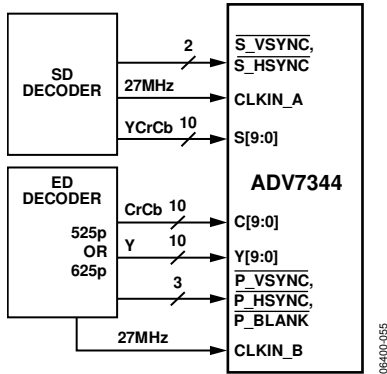 SD
DECODER
2
S_VSYNC,
S_HSYNC
27MHz
CLKIN_A
YCrCb
10
S[9:0]
ADV7344
ED
DECODER
525p
OR
625p
CrCb
10
C[9:0]
Y
10
Y[9:0]
3
P_VSYNC,
P_HSYNC,
P_BLANK
27MHz
CLKIN_B
06400-055